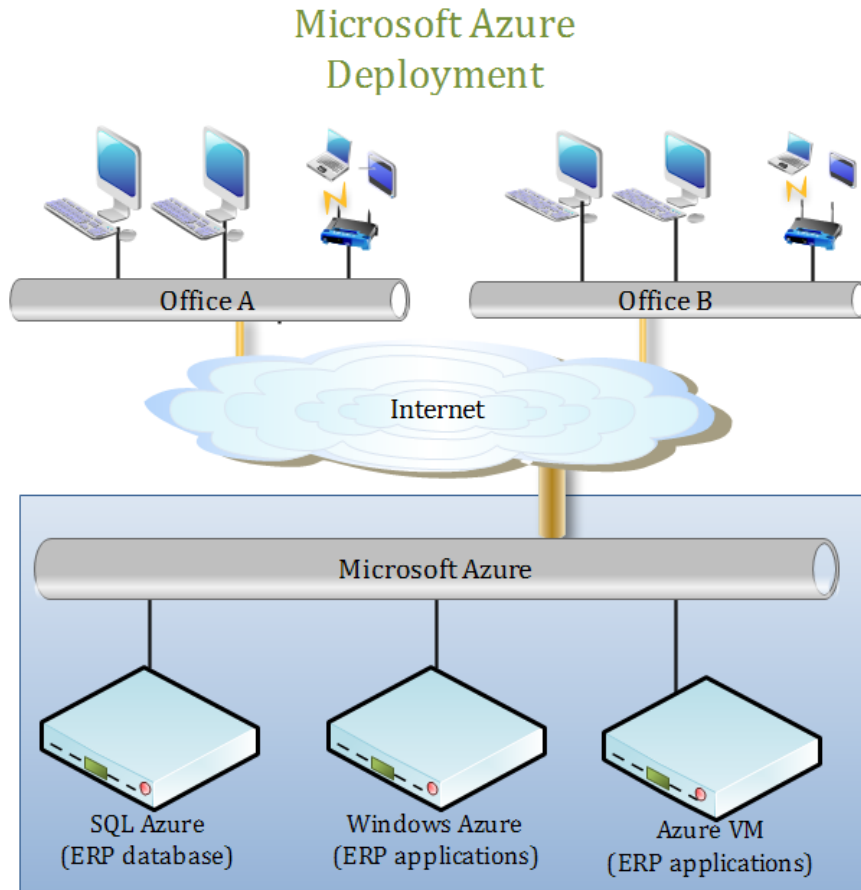 Microsoft Azure
Deployment
Office A
Office B
Internet
Microsoft Azure
SQL Azure
(ERP database)
Windows Azure
(ERP applications)
Azure VM
(ERP applications)